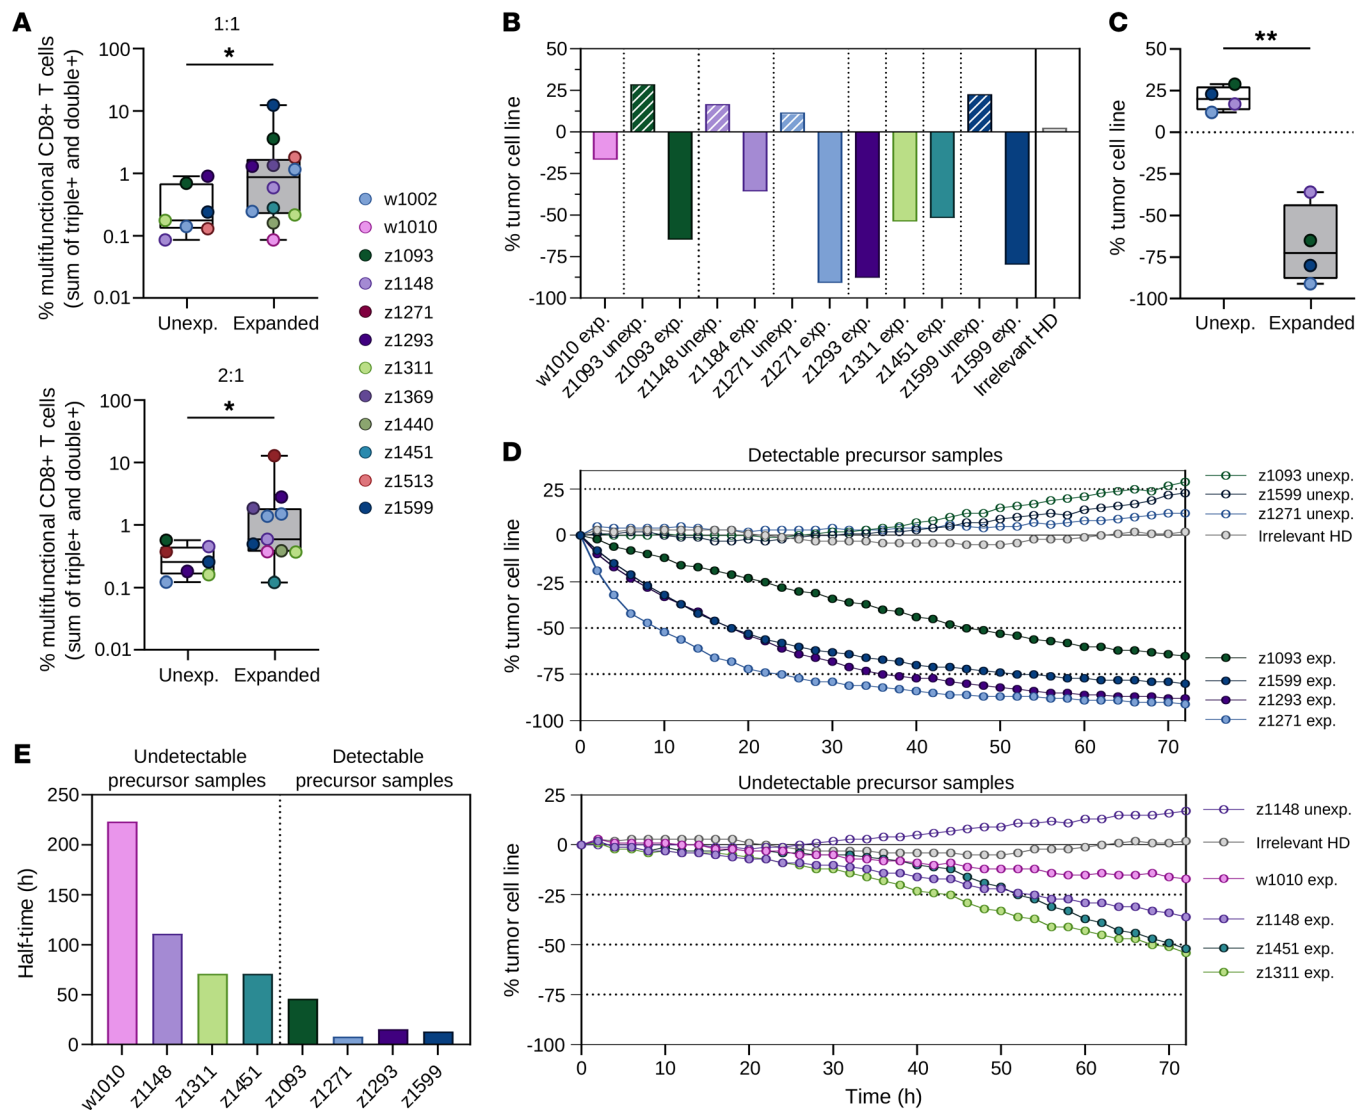 A
1:1
% multifunctional CD8+ T cells
(sum of triple+ and double+)
100
10
1
0.1
0.01
*
Unexp.
Expanded
2:1
% multifunctional CD8+ T cells
(sum of triple+ and double+)
100
10
1
0.1
0.01
*
Unexp.
Expanded
w1002
w1010
z1093
z1148
z1271
z1293
z1311
z1369
z1440
z1451
z1513
z1599
B
% tumor cell line
50
25
0
-25
-50
-75
-100
w1010 exp.
z1093 unexp.
z1093 exp.
z1148 unexp.
z1184 exp.
z1271 unexp.
z1271 exp.
z1293 exp.
z1311 exp.
z1451 exp.
z1599 unexp.
z1599 exp.
Irrelevant HD
C
% tumor cell line
50
25
0
-25
-50
-75
-100
**
Unexp.
Expanded
D
Detectable precursor samples
% tumor cell line
25
0
-25
-50
-75
-100
0
10
20
30
40
50
60
70
z1093 unexp.
z1599 unexp.
z1271 unexp.
Irrelevant HD
z1093 exp.
z1599 exp.
z1293 exp.
z1271 exp.
Undetectable precursor samples
% tumor cell line
25
0
-25
-50
-75
-100
0
10
20
30
40
50
60
70
Time (h)
z1148 unexp.
Irrelevant HD
w1010 exp.
z1148 exp.
z1451 exp.
z1311 exp.
E
Undetectable
precursor samples
Detectable
precursor samples
Half-time (h)
250
200
150
100
50
0
w1010
z1148
z1311
z1451
z1093
z1271
z1293
z1599